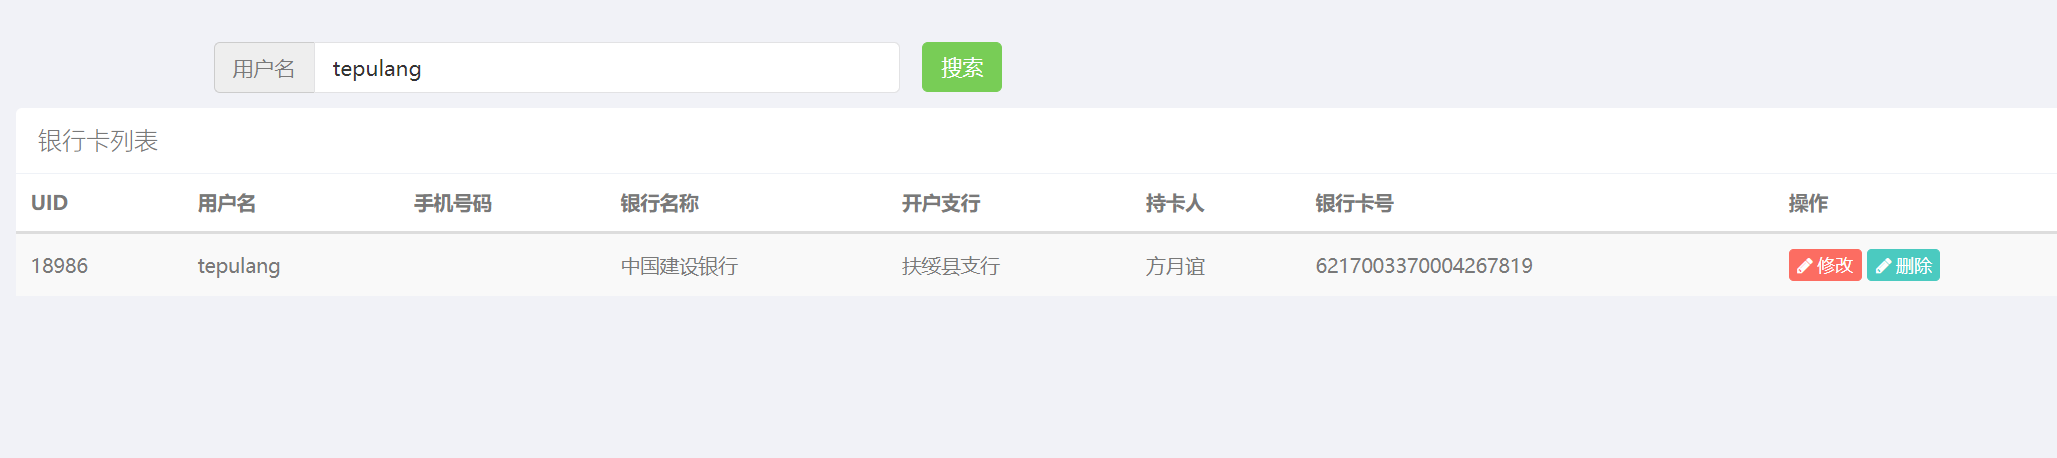 用户名 tepulang 搜索
银行卡列表
UID 用户名 手机号码 银行名称 开户支行 持卡人 银行卡号 操作
18986 tepulang 中国建设银行 扶绥县支行 方月谊 6217003370004267819 修改 删除